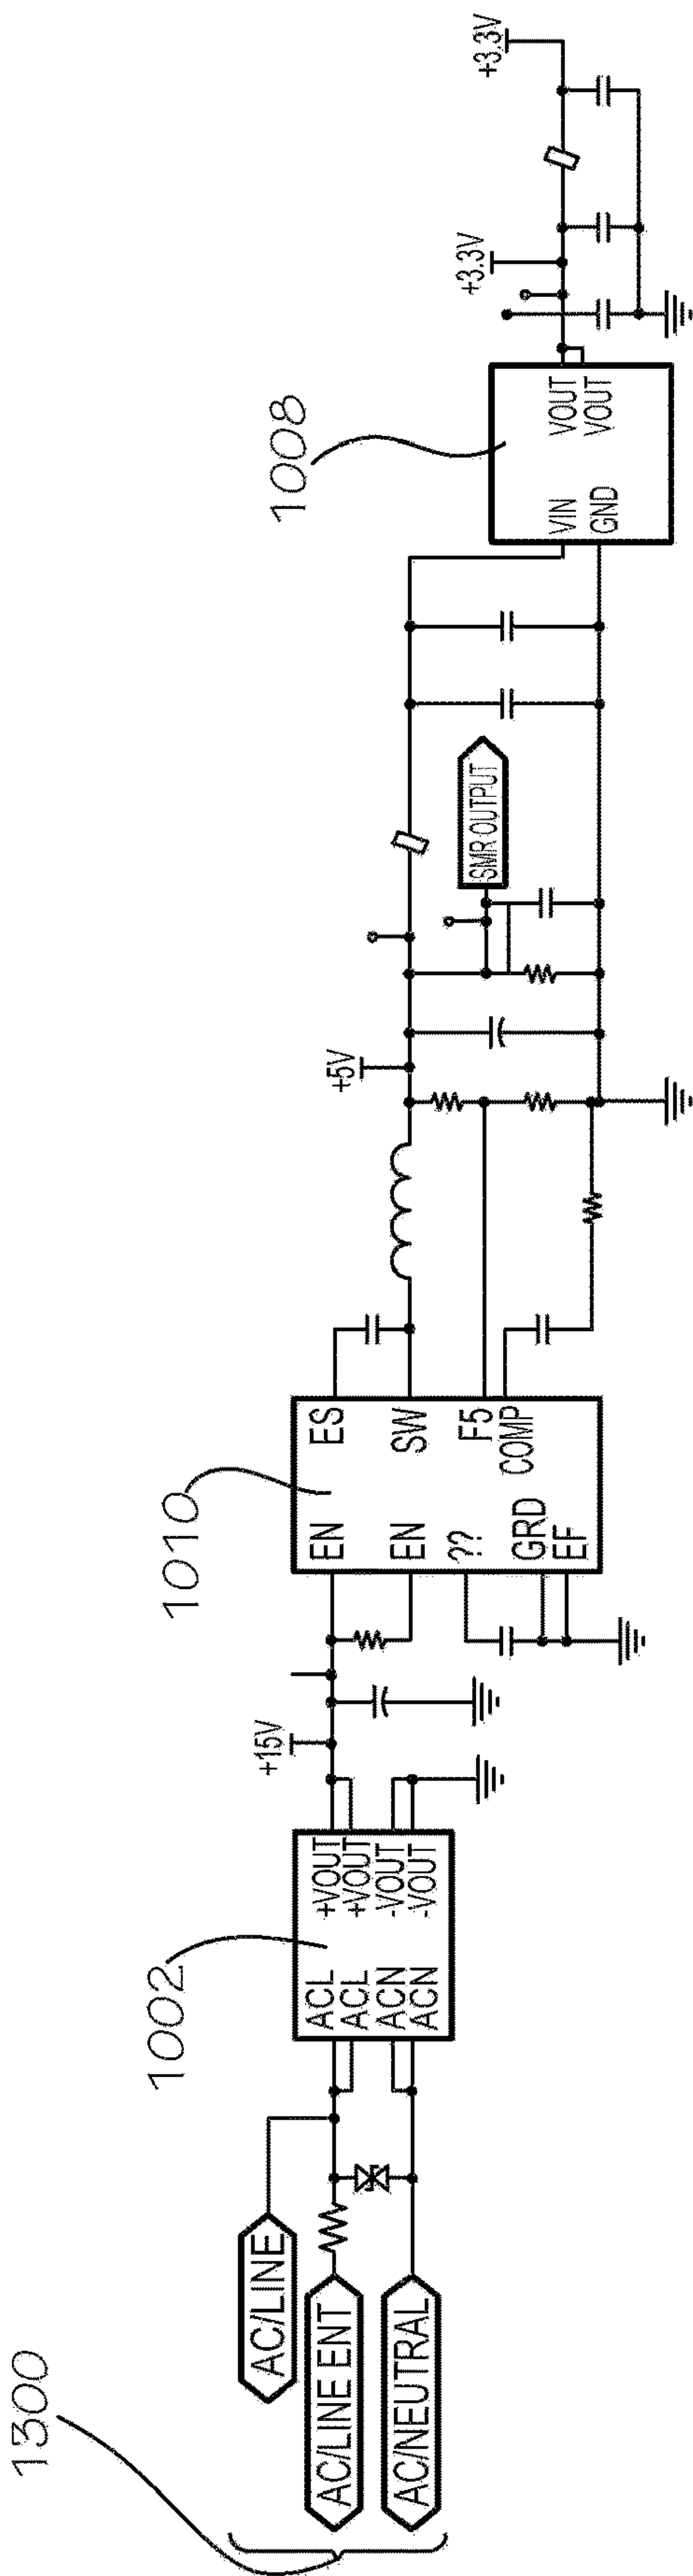 1300
AC/LINE
AC/LINE ENT
AC/NEUTRAL
1002
ACL
ACL
ACN
ACN
+VOUT
+VOUT
-VOUT
-VOUT
+15V
1010
EN
EN
??
GRD
EF
ES
SW
F5
COMP
+5V
SMR OUTPUT
1008
VIN
GND
VOUT
VOUT
+3.3V
+3.3V